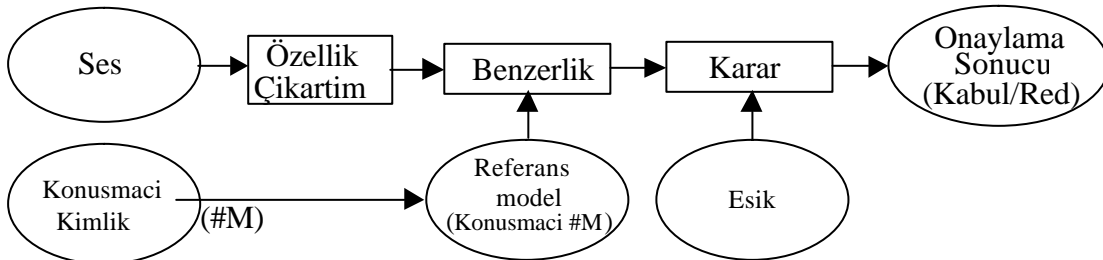 Ses
Özellik
Çikartim
Benzerlik
Karar
Onaylama
Sonucu
(Kabul/Red)
Konusmaci
Kimlik
(#M)
Referans
model
(Konusmaci #M)
Esik